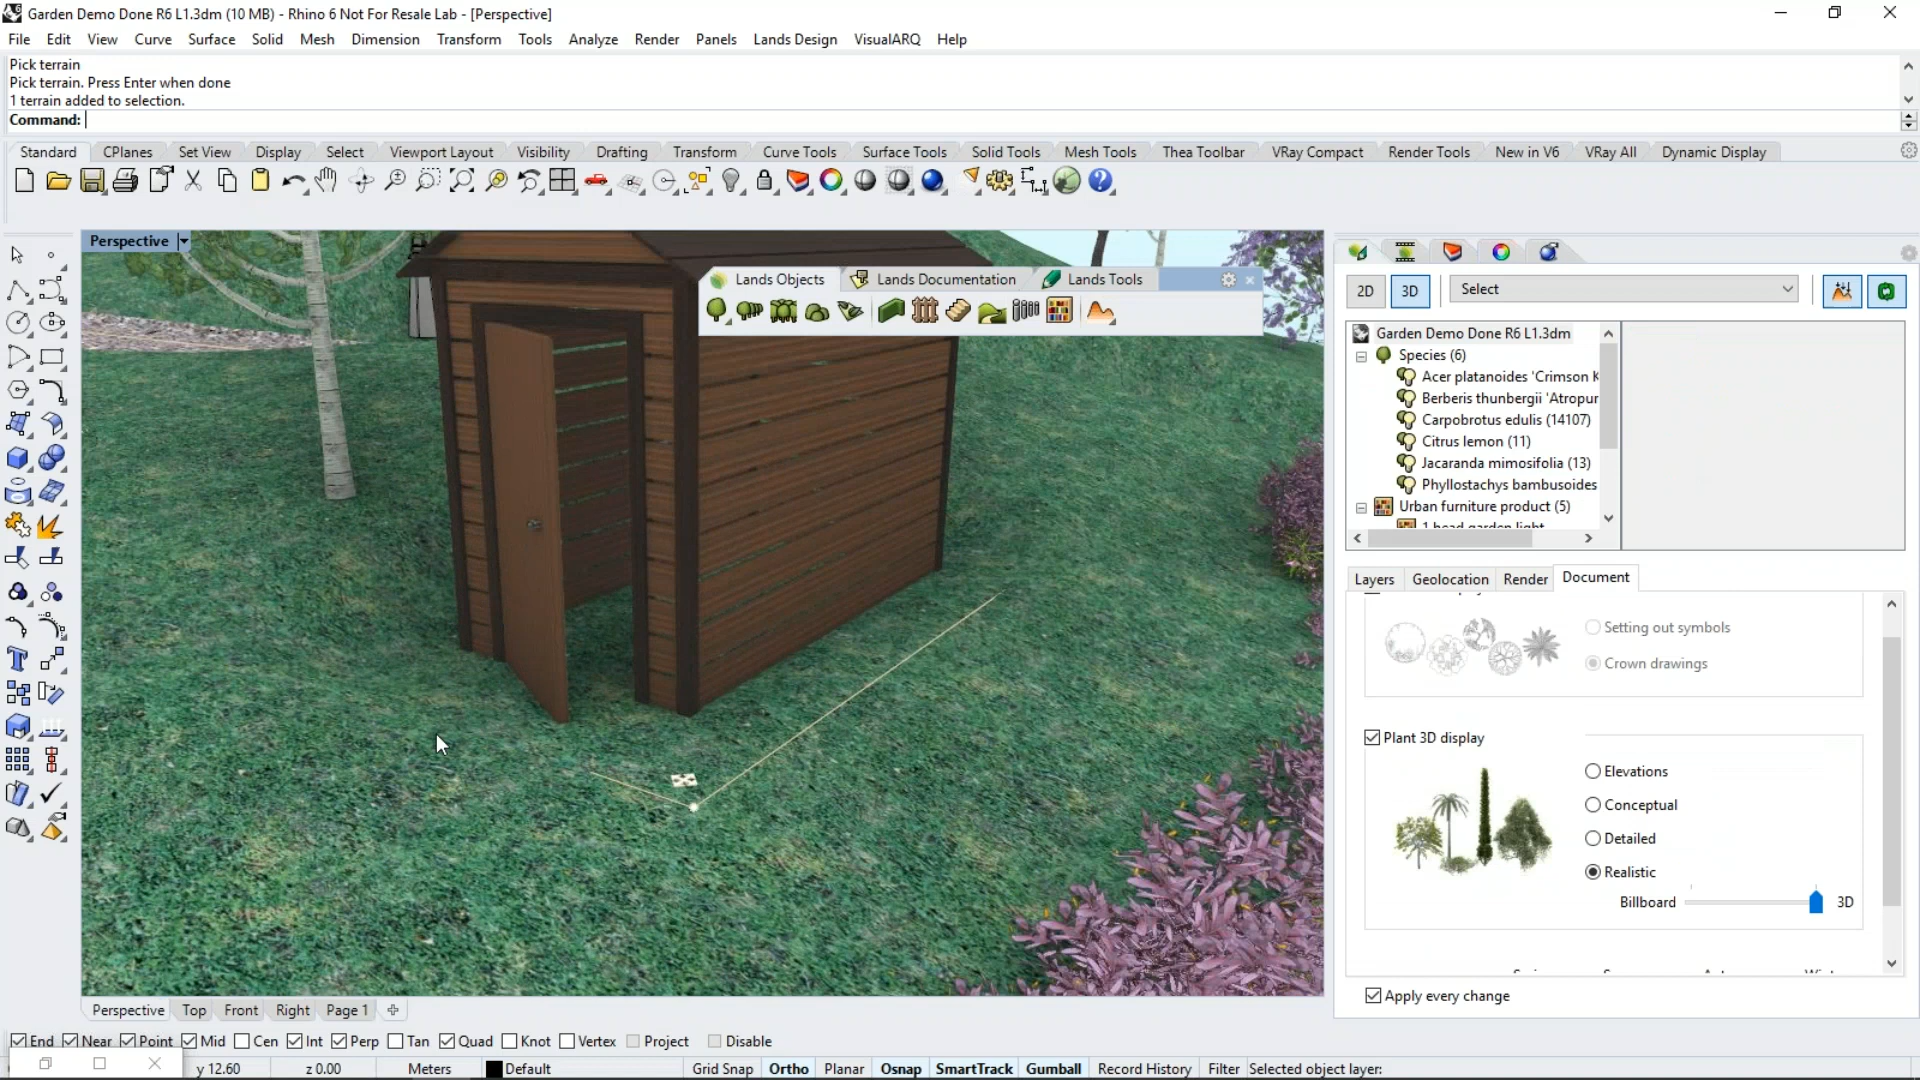 Garden Demo Done R6 L1.3dm (10 MB) - Rhino 6 Not For Resale Lab - [Perspective]
File Edit View Curve Surface Solid Mesh Dimension Transform Tools Analyze Render Panels Lands Design VisualARQ Help
Pick terrain
Pick terrain. Press Enter when done
1 terrain added to selection.
Command:
Standard CPlanes Set View Display Select Viewport Layout Visibility Drafting Transform Curve Tools Surface Tools Solid Tools Mesh Tools Thea Toolbar VRay Compact Render Tools New in V6 VRay All Dynamic Display
Perspective
Lands Objects Lands Documentation Lands Tools
2D 3D Select
Garden Demo Done R6 L1.3dm
Species (6)
Acer platanoides 'Crimson K
Berberis thunbergii 'Atropur
Carpobrotus edulis (14107)
Citrus lemon (11)
Jacaranda mimosifolia (13)
Phyllostachys bambusoides
Urban furniture product (5)
1 head garden light
Layers Geolocation Render Document
Setting out symbols
Crown drawings
Plant 3D display
Elevations
Conceptual
Detailed
Realistic
Billboard 3D
Apply every change
Perspective Top Front Right Page 1
End Near Point Mid Cen Int Perp Tan Quad Knot Vertex Project Disable
y 12.60 z 0.00 Meters Default Grid Snap Ortho Planar Osnap SmartTrack Gumball Record History Filter Selected object layer: